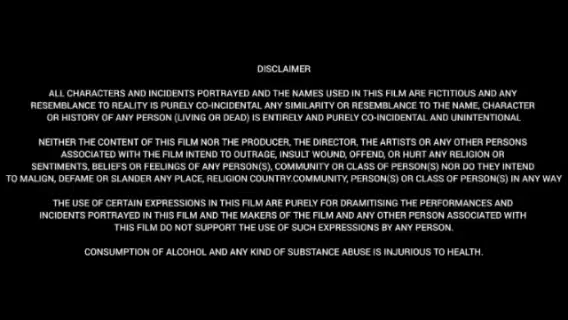 DISCLAIMER
ALL CHARACTERS AND INCIDENTS PORTRAYED AND THE NAMES USED IN THIS FILM ARE FICTITIOUS AND ANY
RESEMBLANCE TO REALITY IS PURELY CO-INCIDENTAL ANY SIMILARITY OR RESEMBLANCE TO THE NAME, CHARACTER
OR HISTORY OF ANY PERSON (LIVING OR DEAD) IS ENTIRELY AND PURELY CO-INCIDENTAL AND UNINTENTIONAL
NEITHER THE CONTENT OF THIS FILM NOR THE PRODUCER, THE DIRECTOR, THE ARTISTS OR ANY OTHER PERSONS
ASSOCIATED WITH THE FILM INTEND TO OUTRAGE, INSULT WOUND, OFFEND, OR HURT ANY RELIGION OR
SENTIMENTS, BELIEFS OR FEELINGS OF ANY PERSON(S), COMMUNITY OR CLASS OF PERSON(S) NOR DO THEY INTEND
TO MALIGN, DEFAME OR SLANDER ANY PLACE, RELIGION COUNTRY.COMMUNITY, PERSON(S) OR CLASS OF PERSON(S) IN ANY WAY
THE USE OF CERTAIN EXPRESSIONS IN THIS FILM ARE PURELY FOR DRAMITISING THE PERFORMANCES AND
INCIDENTS PORTRAYED IN THIS FILM AND THE MAKERS OF THE FILM AND ANY OTHER PERSON ASSOCIATED WITH
THIS FILM DO NOT SUPPORT THE USE OF SUCH EXPRESSIONS BY ANY PERSON.
CONSUMPTION OF ALCOHOL AND ANY KIND OF SUBSTANCE ABUSE IS INJURIOUS TO HEALTH.